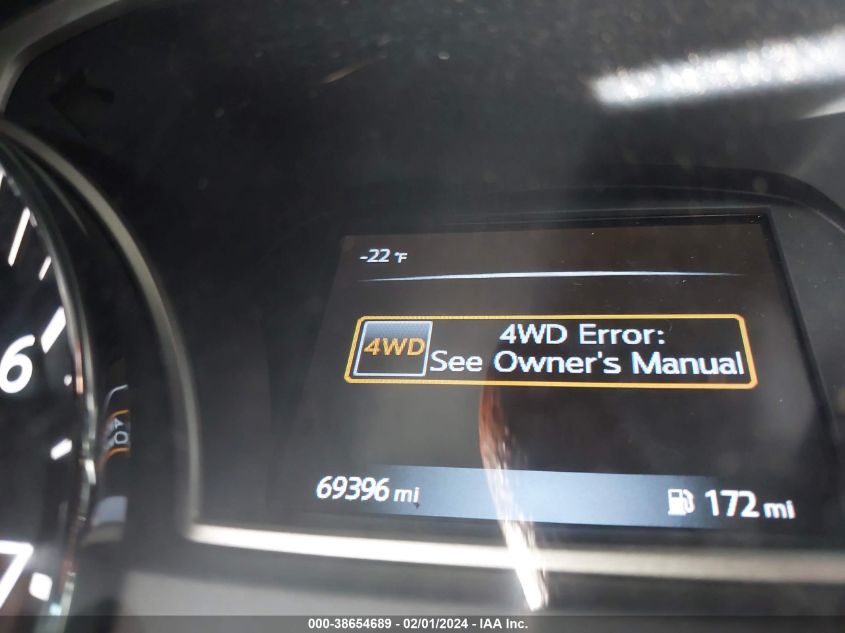 -22 °F
4WD
4WD Error:
See Owner's Manual
6
40
69396 mi
172 mi
7
000-38654689 - 02/01/2024 - IAA Inc.